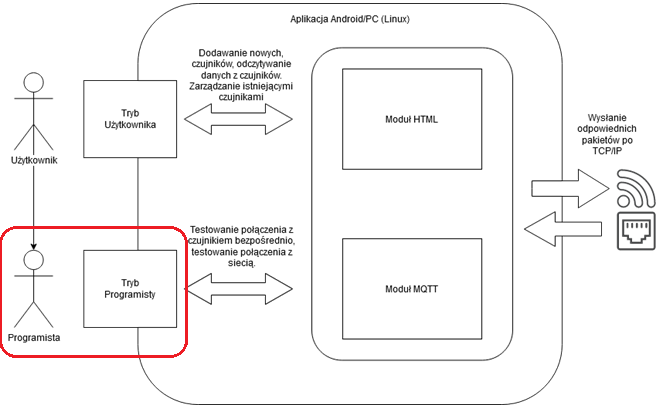 Aplikacja Android/PC (Linux)
Dodawanie nowych,
czujników, odczytywanie
danych z czujników.
Zarządzanie istniejącymi
czujnikami
Tryb
Użytkownika
Moduł HTML
Wysłanie
odpowiednich
pakietów po
TCP/IP
Użytkownik
Testowanie połączenia z
czujnikiem bezpośrednio,
testowanie połączenia z
siecią.
Tryb
Programisty
Moduł MQTT
Programista